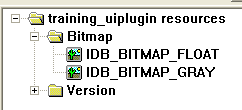 training_uiplugin resources
Bitmap
IDB_BITMAP_FLOAT
IDB_BITMAP_GRAY
Version